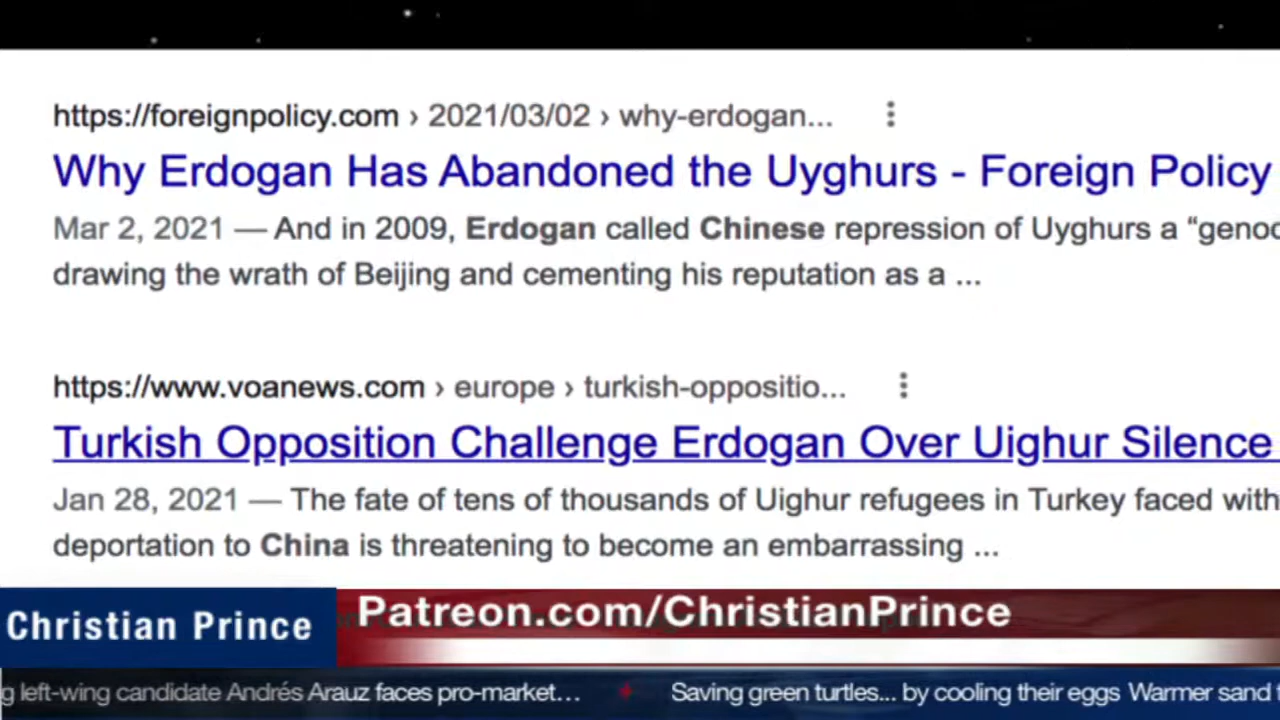 https://foreignpolicy.com › 2021/03/02 › why-erdogan...
Why Erdogan Has Abandoned the Uyghurs - Foreign Policy
Mar 2, 2021 — And in 2009, Erdogan called Chinese repression of Uyghurs a “genoc
drawing the wrath of Beijing and cementing his reputation as a ...
https://www.voanews.com › europe › turkish-oppositio...
Turkish Opposition Challenge Erdogan Over Uighur Silence
Jan 28, 2021 — The fate of tens of thousands of Uighur refugees in Turkey faced with
deportation to China is threatening to become an embarrassing ...
Christian Prince
Patreon.com/ChristianPrince
g left-wing candidate Andrés Arauz faces pro-market… Saving green turtles... by cooling their eggs Warmer sand